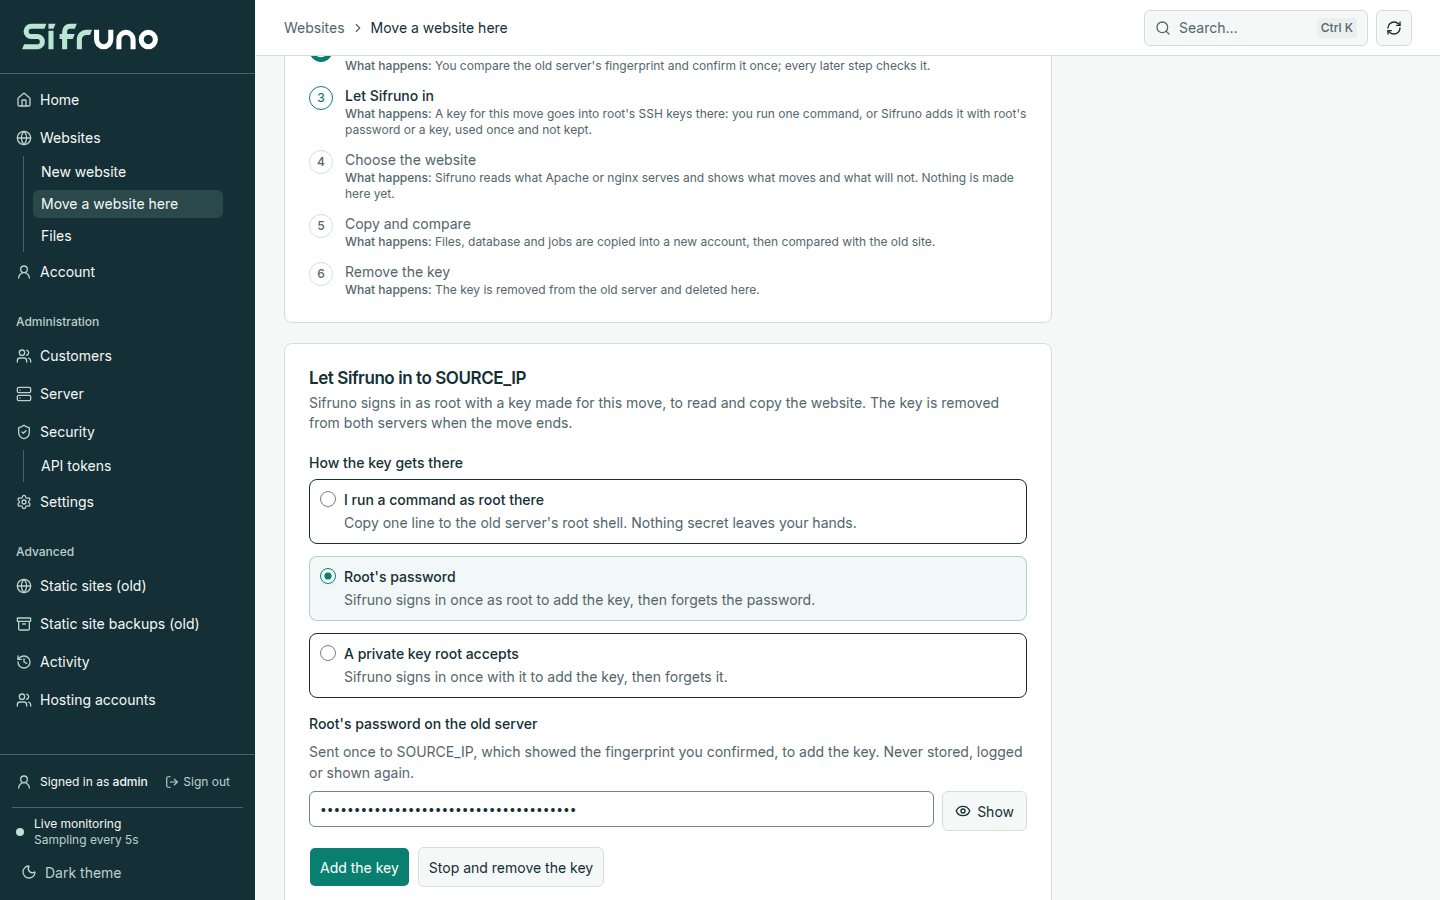 Sifruno
Websites > Move a website here
Search...
Ctrl K
Home
Websites
New website
Move a website here
Files
Account
Administration
Customers
Server
Security
API tokens
Settings
Advanced
Static sites (old)
Static site backups (old)
Activity
Hosting accounts
Signed in as admin
Sign out
Live monitoring
Sampling every 5s
Dark theme
What happens: You compare the old server's fingerprint and confirm it once; every later step checks it.
3 Let Sifruno in
What happens: A key for this move goes into root's SSH keys there: you run one command, or Sifruno adds it with root's
password or a key, used once and not kept.
4 Choose the website
What happens: Sifruno reads what Apache or nginx serves and shows what moves and what will not. Nothing is made
here yet.
5 Copy and compare
What happens: Files, database and jobs are copied into a new account, then compared with the old site.
6 Remove the key
What happens: The key is removed from the old server and deleted here.
Let Sifruno in to SOURCE_IP
Sifruno signs in as root with a key made for this move, to read and copy the website. The key is removed
from both servers when the move ends.
How the key gets there
I run a command as root there
Copy one line to the old server's root shell. Nothing secret leaves your hands.
Root's password
Sifruno signs in once as root to add the key, then forgets the password.
A private key root accepts
Sifruno signs in once with it to add the key, then forgets it.
Root's password on the old server
Sent once to SOURCE_IP, which showed the fingerprint you confirmed, to add the key. Never stored, logged
or shown again.
Show
Add the key
Stop and remove the key